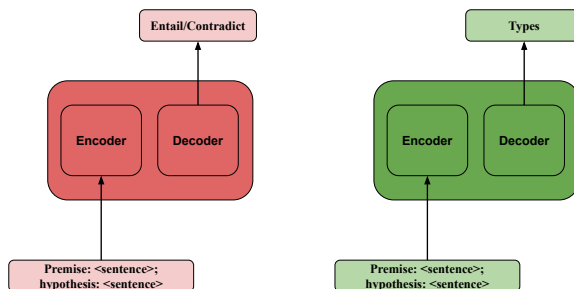 Entail/Contradict
Types
Encoder
Decoder
Encoder
Decoder
Premise: <sentence>;
hypothesis: <sentence>
Premise: <sentence>;
hypothesis: <sentence>